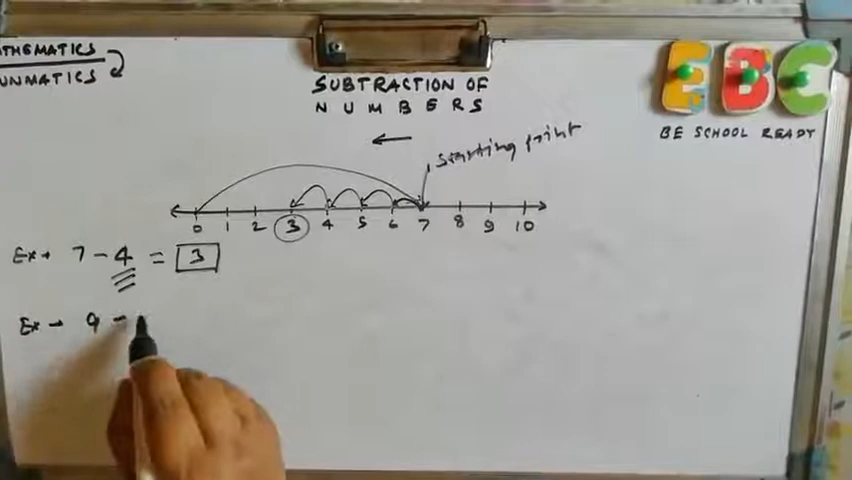 ATHEMATICS
UNMATICS
SUBTRACTION OF
NUMBERS
EBC
BE SCHOOL READY
starting point
0 1 2 3 4 5 6 7 8 9 10
Ex→ 7 - 4 = 3
Ex → 9 -